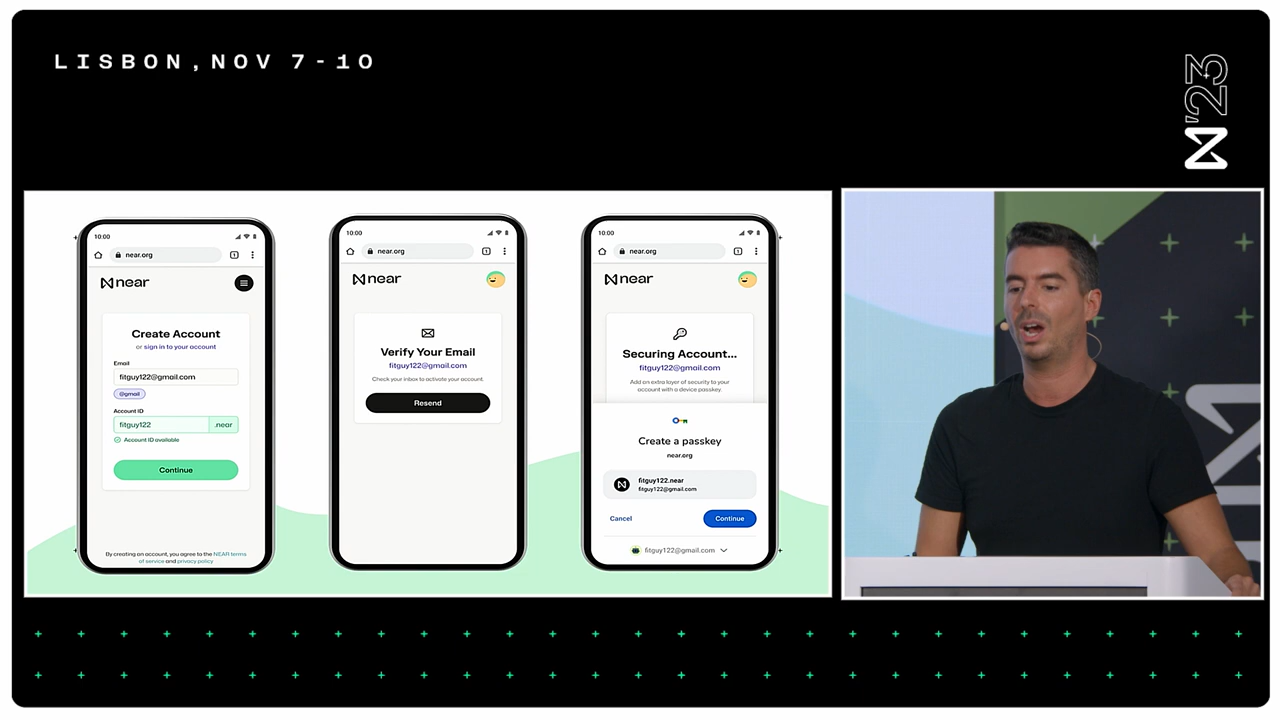 LISBON, NOV 7-10
'23
10:00
near.org
1
near
Create Account
or sign in to your account
Email
fitguy122@gmail.com
@gmail
Account ID
fitguy122
.near
Account ID available
Continue
By creating an account, you agree to the NEAR terms
of service and privacy policy
10:00
near.org
1
near
Verify Your Email
fitguy122@gmail.com
Check your inbox to activate your account.
Resend
10:00
near.org
1
near
Securing Account...
fitguy122@gmail.com
Add an extra layer of security to your
account with a device passkey.
Create a passkey
near.org
fitguy122.near
fitguy122@gmail.com
Cancel
Continue
fitguy122@gmail.com